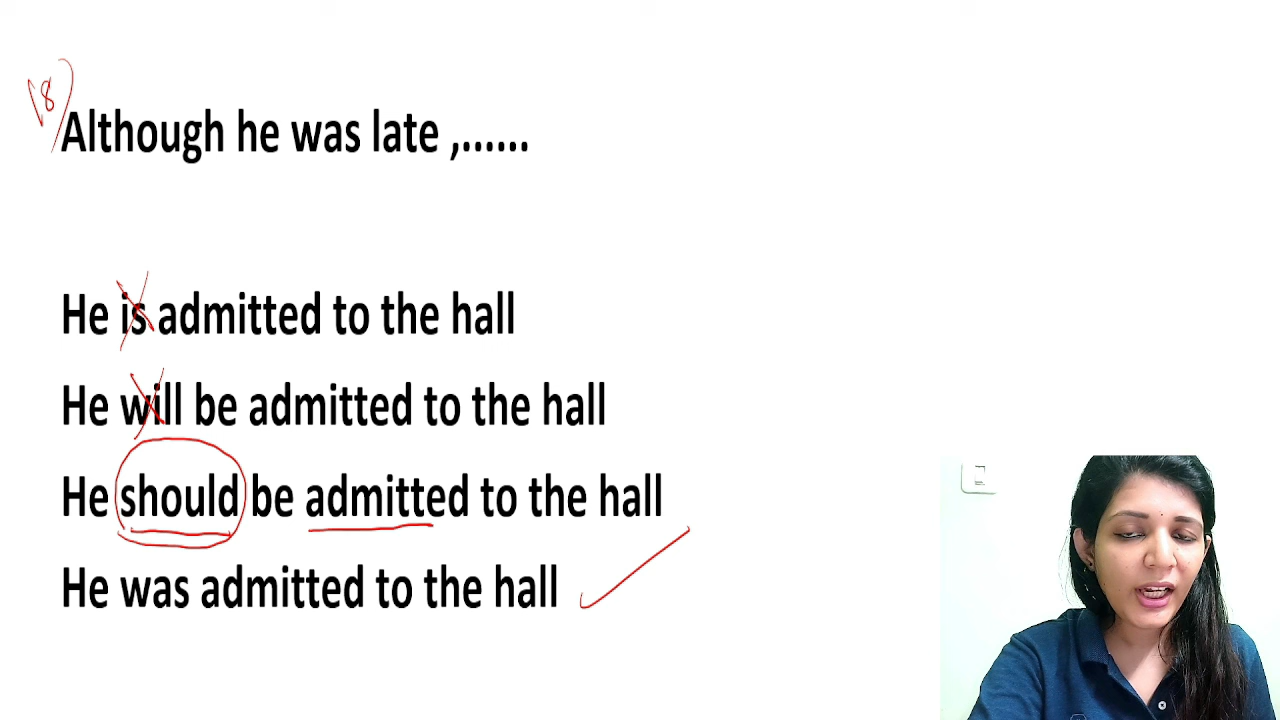 (8)
Although he was late ,......
He is admitted to the hall
He will be admitted to the hall
He should be admitted to the hall
He was admitted to the hall